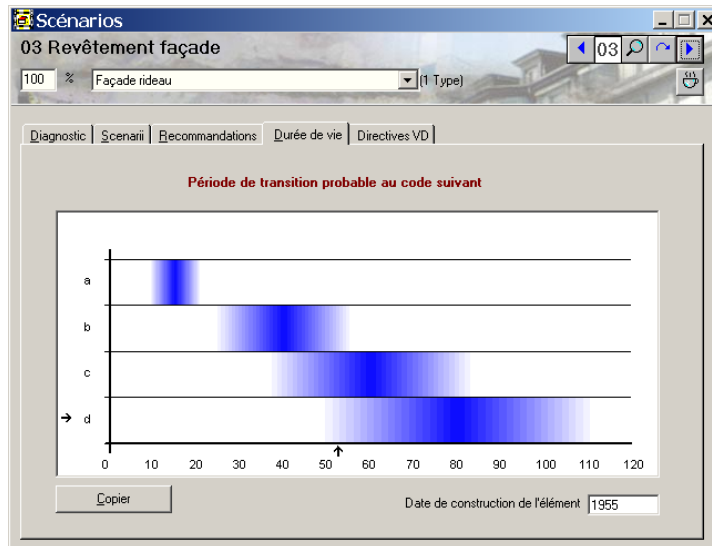 Scénarios
03 Revêtement façade
03
100 % Façade rideau (1 Type)
Diagnostic Scenarii Recommandations Durée de vie Directives VD
Période de transition probable au code suivant
a
b
c
d
0 10 20 30 40 50 60 70 80 90 100 110 120
Copier
Date de construction de l'élément 1955